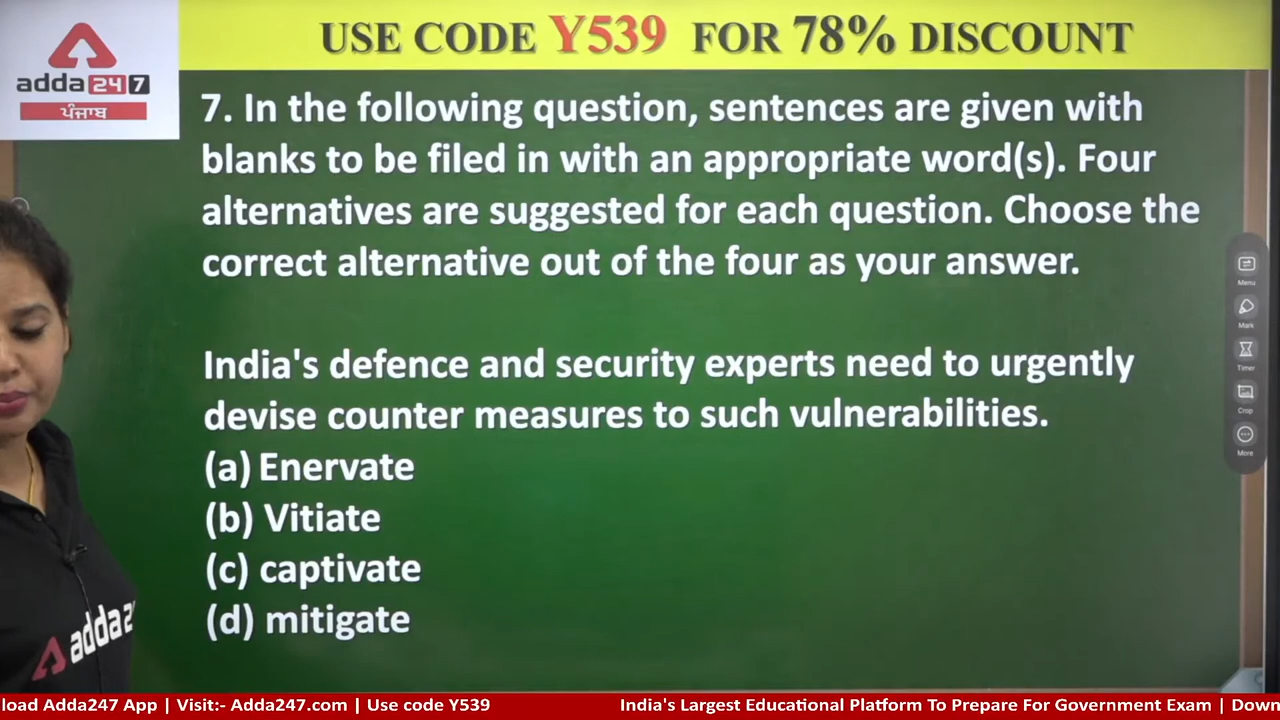 USE CODE Y539 FOR 78% DISCOUNT
adda 247
ਪੰਜਾਬ
7. In the following question, sentences are given with
blanks to be filed in with an appropriate word(s). Four
alternatives are suggested for each question. Choose the
correct alternative out of the four as your answer.
India's defence and security experts need to urgently
devise counter measures to such vulnerabilities.
(a) Enervate
(b) Vitiate
(c) captivate
(d) mitigate
Menu
Mark
Timer
Crop
More
adda 2
load Adda247 App | Visit:- Adda247.com | Use code Y539 India's Largest Educational Platform To Prepare For Government Exam | Down